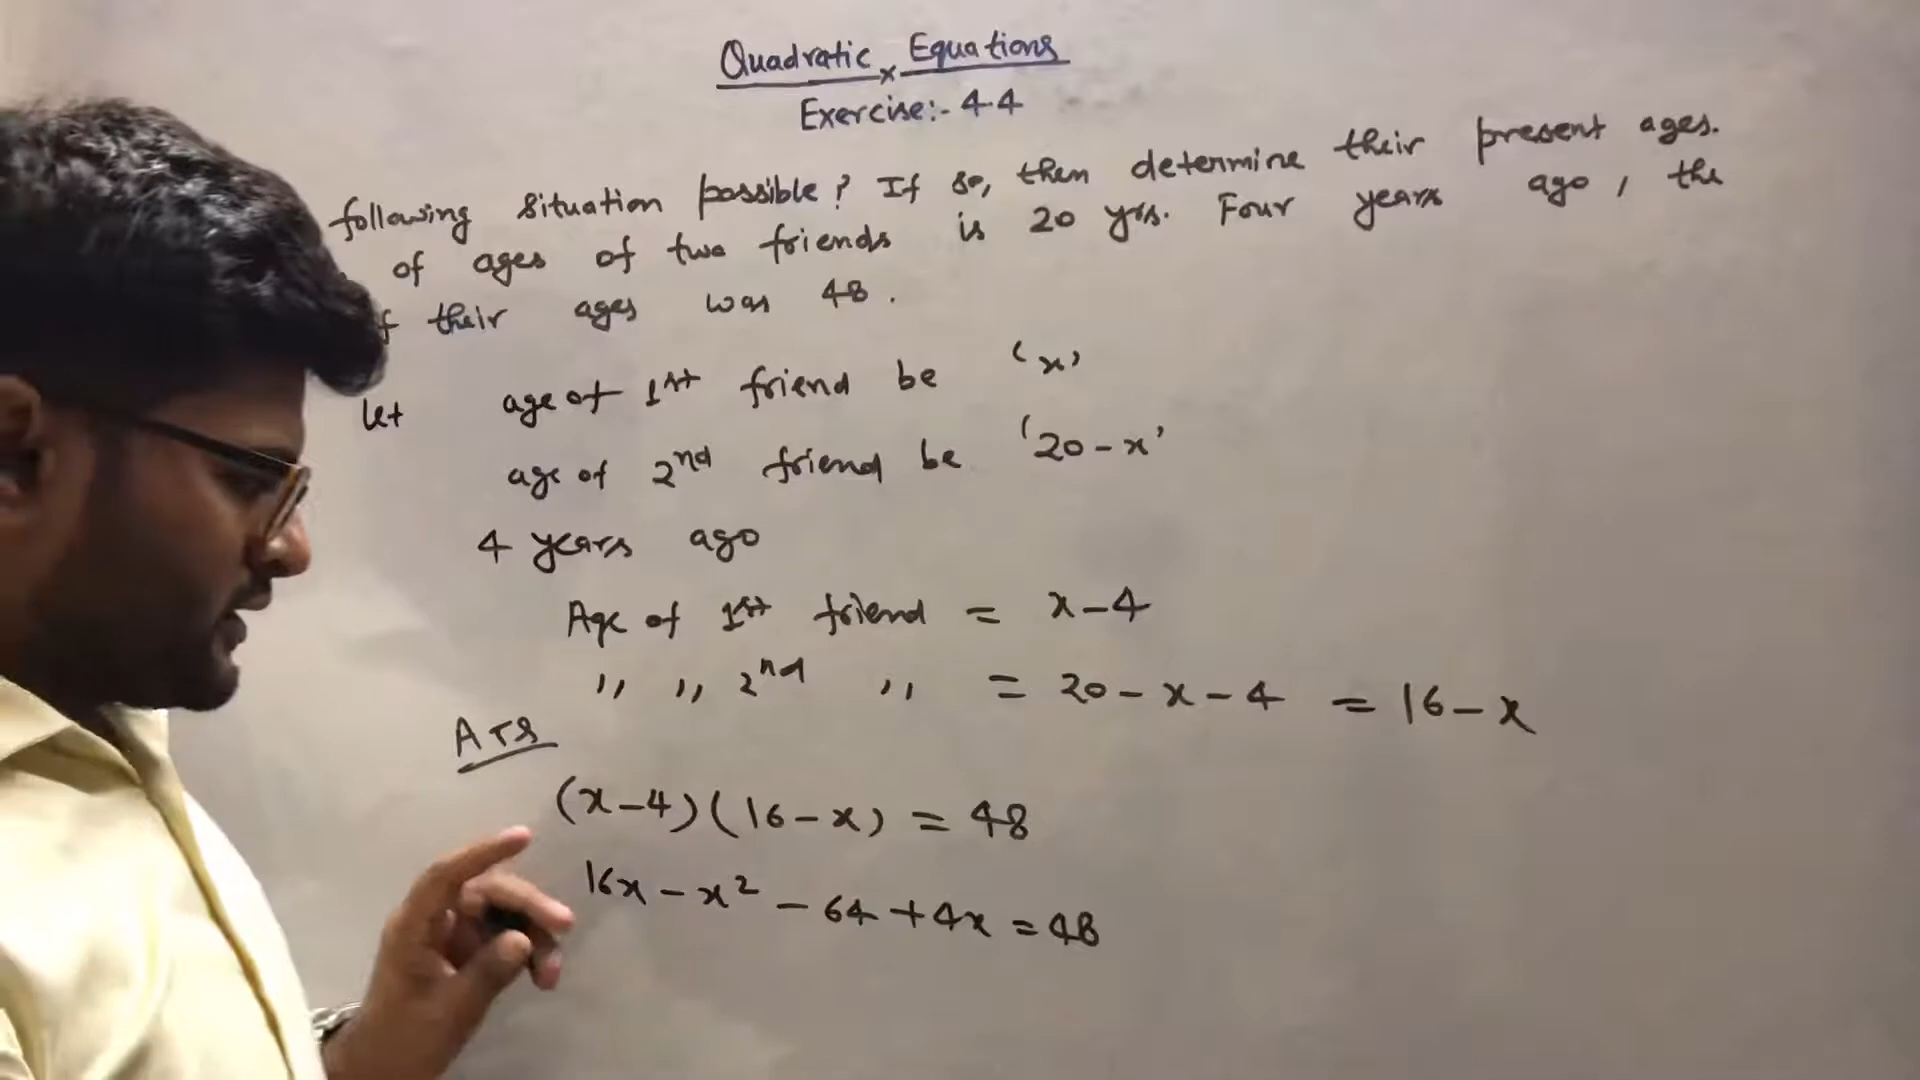 Quadratic Equations
x
Exercise:- 4.4
following situation possible? If so, then determine their present ages.
of ages of two friends is 20 yrs. Four years ago, the
their ages was 48.
Let age of 1st friend be 'x'
age of 2nd friend be '20-x'
4 years ago
Age of 1st friend = x-4
,, ,, 2nd ,, = 20-x-4 = 16-x
(x-4)(16-x) = 48
16x-x²-64+4x=48